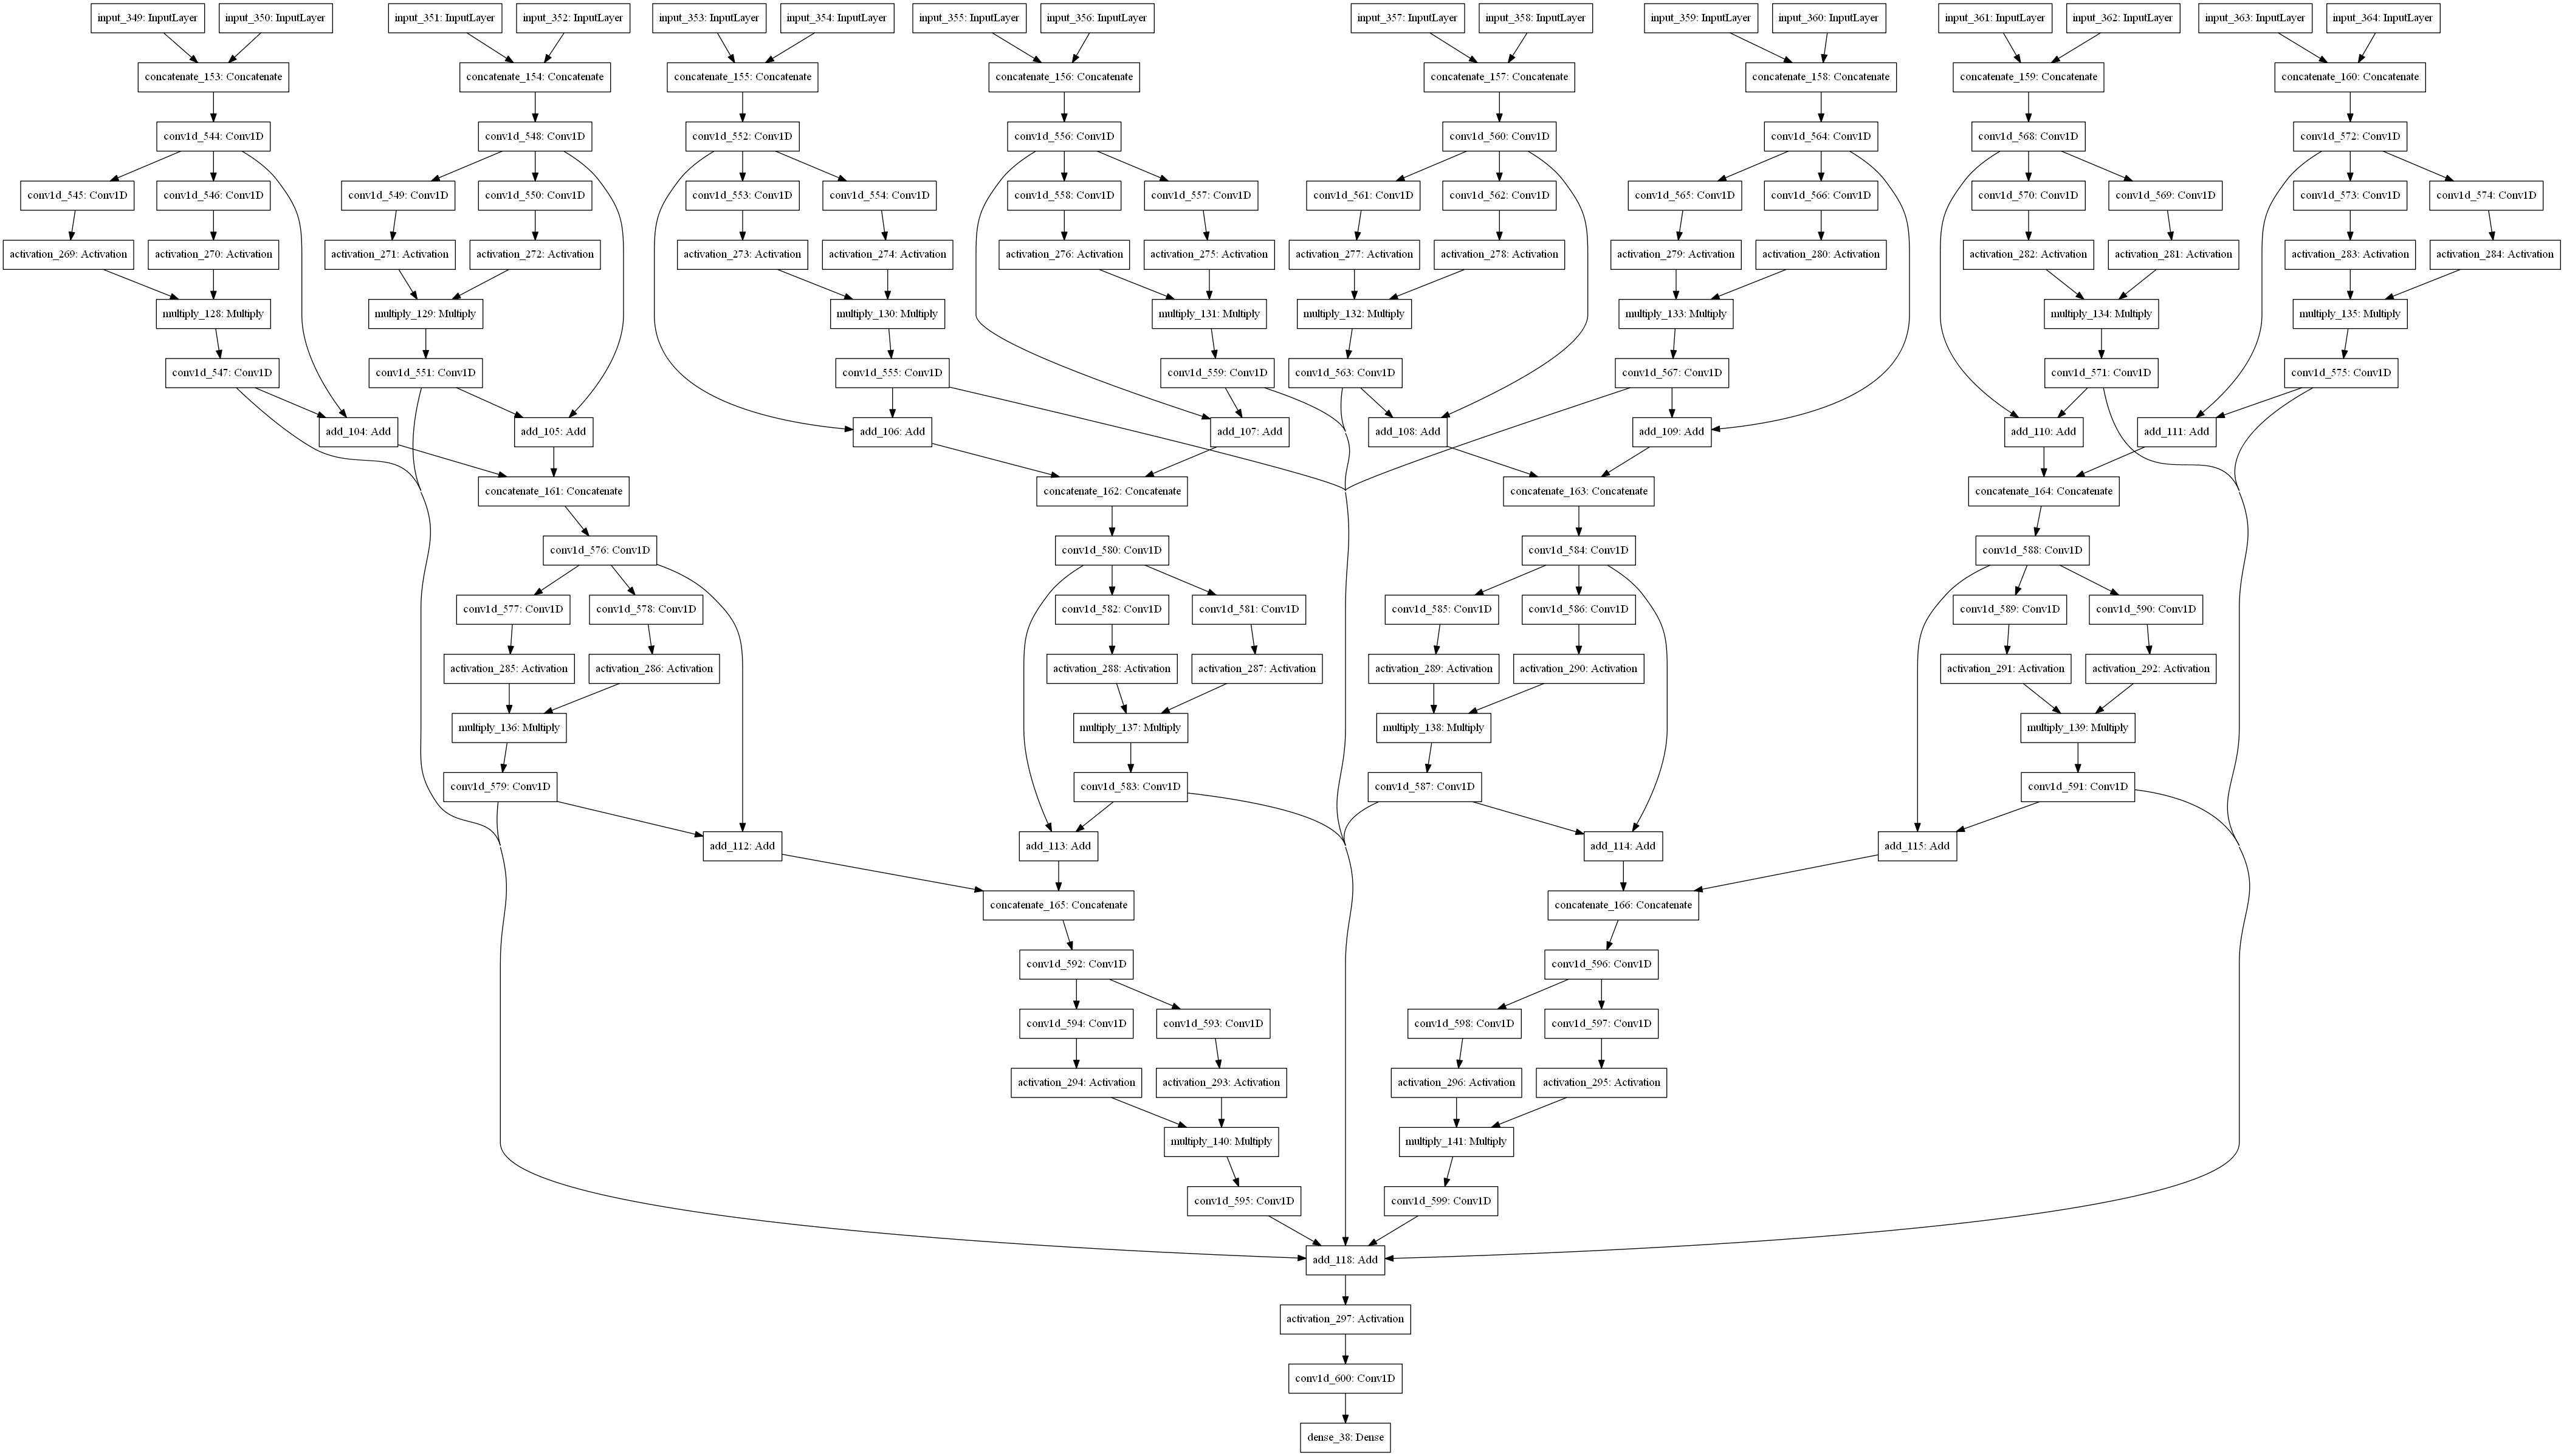 input_349: InputLayer
input_350: InputLayer
input_351: InputLayer
input_352: InputLayer
input_353: InputLayer
input_354: InputLayer
input_355: InputLayer
input_356: InputLayer
input_357: InputLayer
input_358: InputLayer
input_359: InputLayer
input_360: InputLayer
input_361: InputLayer
input_362: InputLayer
input_363: InputLayer
input_364: InputLayer
concatenate_153: Concatenate
concatenate_154: Concatenate
concatenate_155: Concatenate
concatenate_156: Concatenate
concatenate_157: Concatenate
concatenate_158: Concatenate
concatenate_159: Concatenate
concatenate_160: Concatenate
conv1d_544: Conv1D
conv1d_548: Conv1D
conv1d_552: Conv1D
conv1d_556: Conv1D
conv1d_560: Conv1D
conv1d_564: Conv1D
conv1d_568: Conv1D
conv1d_572: Conv1D
conv1d_545: Conv1D
conv1d_546: Conv1D
conv1d_549: Conv1D
conv1d_550: Conv1D
conv1d_553: Conv1D
conv1d_554: Conv1D
conv1d_558: Conv1D
conv1d_557: Conv1D
conv1d_561: Conv1D
conv1d_562: Conv1D
conv1d_565: Conv1D
conv1d_566: Conv1D
conv1d_570: Conv1D
conv1d_569: Conv1D
conv1d_573: Conv1D
conv1d_574: Conv1D
activation_269: Activation
activation_270: Activation
activation_271: Activation
activation_272: Activation
activation_273: Activation
activation_274: Activation
activation_276: Activation
activation_275: Activation
activation_277: Activation
activation_278: Activation
activation_279: Activation
activation_280: Activation
activation_282: Activation
activation_281: Activation
activation_283: Activation
activation_284: Activation
multiply_128: Multiply
multiply_129: Multiply
multiply_130: Multiply
multiply_131: Multiply
multiply_132: Multiply
multiply_133: Multiply
multiply_134: Multiply
multiply_135: Multiply
conv1d_547: Conv1D
conv1d_551: Conv1D
conv1d_555: Conv1D
conv1d_559: Conv1D
conv1d_563: Conv1D
conv1d_567: Conv1D
conv1d_571: Conv1D
conv1d_575: Conv1D
add_104: Add
add_105: Add
add_106: Add
add_107: Add
add_108: Add
add_109: Add
add_110: Add
add_111: Add
concatenate_161: Concatenate
concatenate_162: Concatenate
concatenate_163: Concatenate
concatenate_164: Concatenate
conv1d_576: Conv1D
conv1d_580: Conv1D
conv1d_584: Conv1D
conv1d_588: Conv1D
conv1d_577: Conv1D
conv1d_578: Conv1D
conv1d_582: Conv1D
conv1d_581: Conv1D
conv1d_585: Conv1D
conv1d_586: Conv1D
conv1d_589: Conv1D
conv1d_590: Conv1D
activation_285: Activation
activation_286: Activation
activation_288: Activation
activation_287: Activation
activation_289: Activation
activation_290: Activation
activation_291: Activation
activation_292: Activation
multiply_136: Multiply
multiply_137: Multiply
multiply_138: Multiply
multiply_139: Multiply
conv1d_579: Conv1D
conv1d_583: Conv1D
conv1d_587: Conv1D
conv1d_591: Conv1D
add_112: Add
add_113: Add
add_114: Add
add_115: Add
concatenate_165: Concatenate
concatenate_166: Concatenate
conv1d_592: Conv1D
conv1d_596: Conv1D
conv1d_594: Conv1D
conv1d_593: Conv1D
conv1d_598: Conv1D
conv1d_597: Conv1D
activation_294: Activation
activation_293: Activation
activation_296: Activation
activation_295: Activation
multiply_140: Multiply
multiply_141: Multiply
conv1d_595: Conv1D
conv1d_599: Conv1D
add_118: Add
activation_297: Activation
conv1d_600: Conv1D
dense_38: Dense